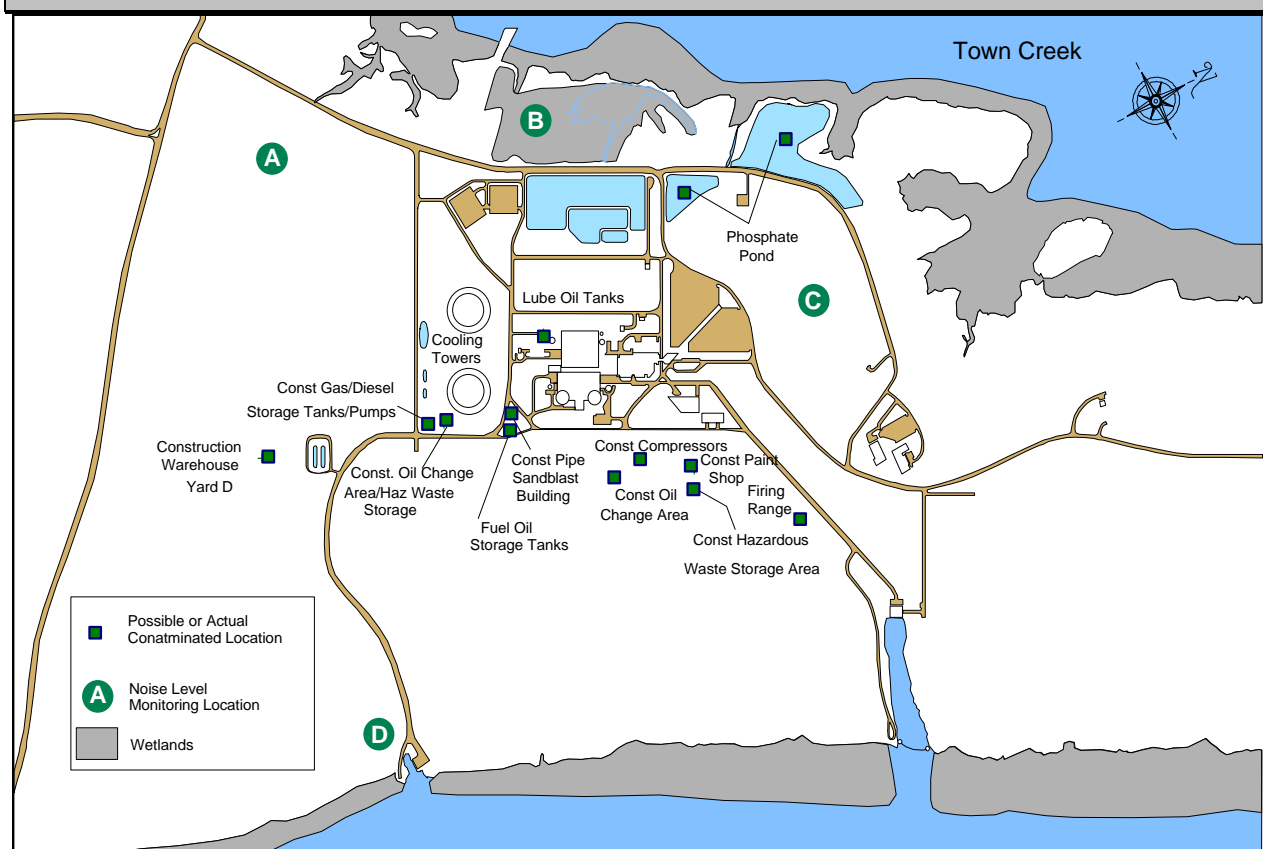 Town Creek
N
B
A
Phosphate
Pond
Lube Oil Tanks
C
Cooling
Towers
Const Gas/Diesel
Storage Tanks/Pumps
Construction
Warehouse
Yard D
Const. Oil Change
Area/Haz Waste
Storage
Const Pipe
Sandblast
Building
Fuel Oil
Storage Tanks
Const Compressors
Const Paint
Shop
Const Oil
Change Area
Firing
Range
Const Hazardous
Waste Storage Area
D
Possible or Actual
Conatminated Location
A
Noise Level
Monitoring Location
Wetlands